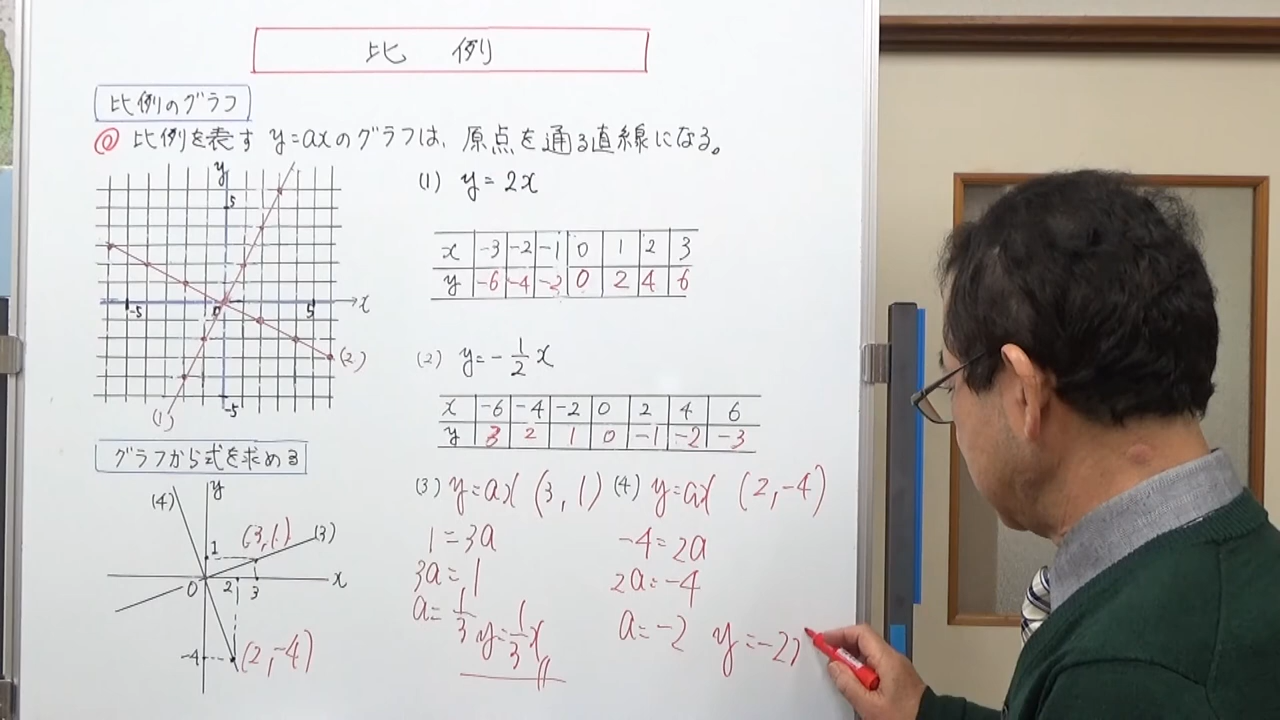 比 例
比例のグラフ
◎ 比例を表す y=axのグラフは、原点を通る直線になる。
y
5
-5
0
5
x
-5
(1)
(2)
(1) y=2x
x -3 -2 -1 0 1 2 3
y -6 -4 -2 0 2 4 6
(2) y=-1/2x
x -6 -4 -2 0 2 4 6
y 3 2 1 0 -1 -2 -3
グラフから式を求める
(4)
y
(3,1)
(3)
1
0
2
3
x
-4
(2,-4)
(3) y=ax (3,1)
1=3a
3a=1
a=1/3
y=1/3x
(4) y=ax (2,-4)
-4=2a
2a=-4
a=-2 y=-2